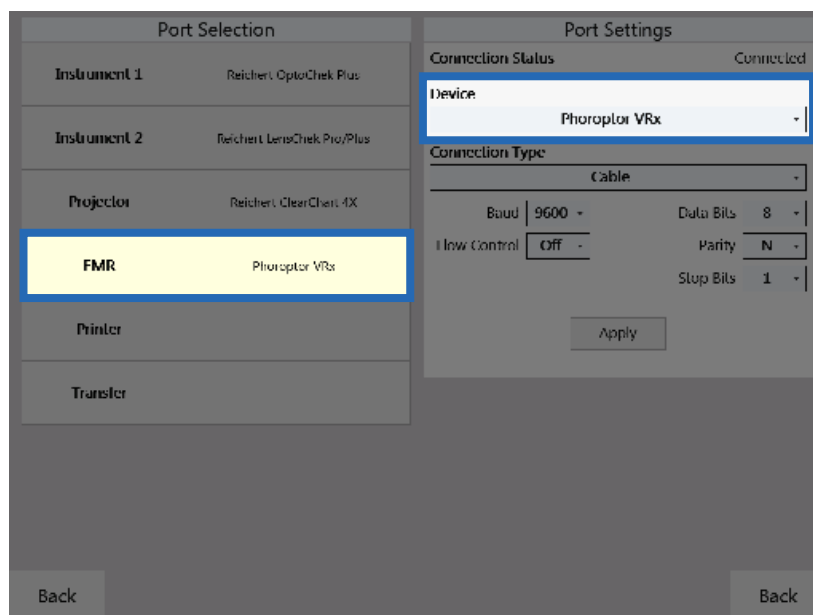 Port Selection
Instrument 1 Reichert OptoChek Plus
Instrument 2 Reichert LensChek Pro/Plus
Projector Reichert ClearChart 4X
EMR Phoroptor VRx
Printer
Transfer
Back
Port Settings
Connection Status Connected
Device
Phoroptor VRx
Connection Type
Cable
Baud 9600 Data Bits 8
Flow Control Off Parity N
Stop Bits 1
Apply
Back